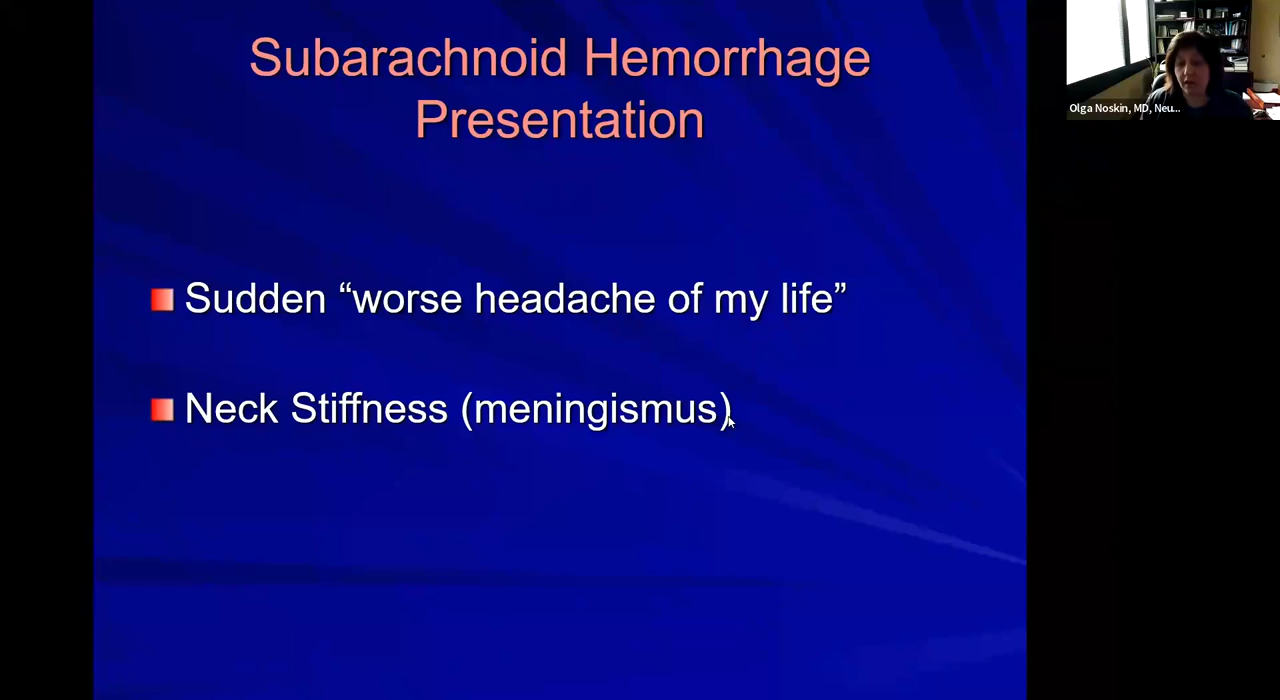 Subarachnoid Hemorrhage
Presentation
Sudden “worse headache of my life”
Neck Stiffness (meningismus)
Olga Noskin, MD, Neu...